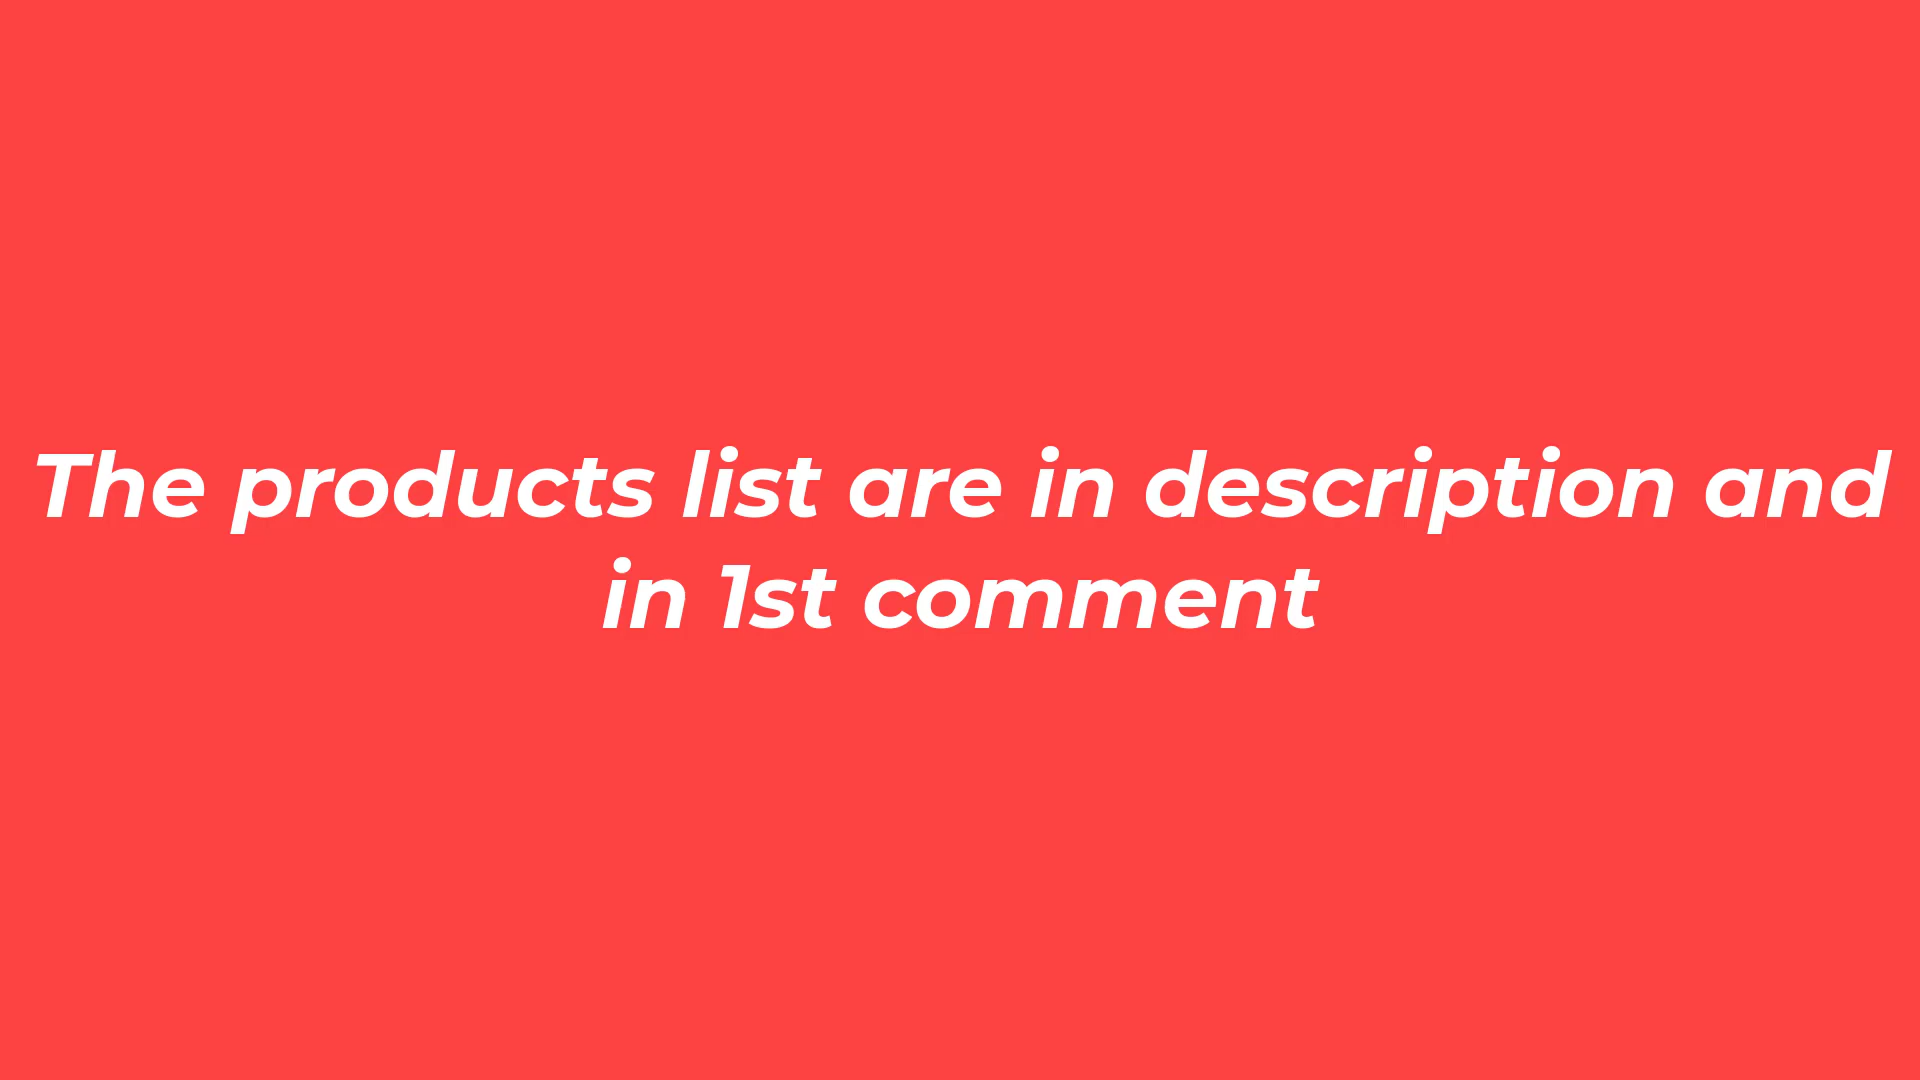 The products list are in description and
in 1st comment